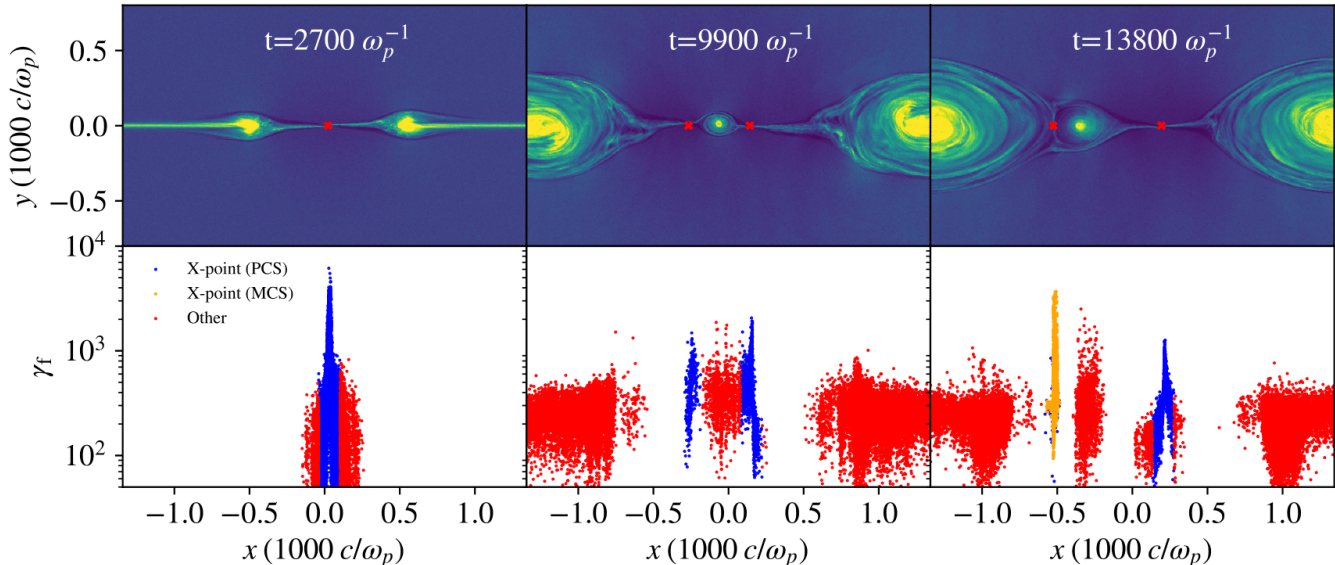 t=2700 ω_p^{-1}
t=9900 ω_p^{-1}
t=13800 ω_p^{-1}
y (1000 c/ω_p)
0.5
0.0
−0.5
10^4
10^3
10^2
γ_f
X-point (PCS)
X-point (MCS)
Other
−1.0 −0.5 0.0 0.5 1.0 −1.0 −0.5 0.0 0.5 1.0 −1.0 −0.5 0.0 0.5 1.0
x (1000 c/ω_p) x (1000 c/ω_p) x (1000 c/ω_p)